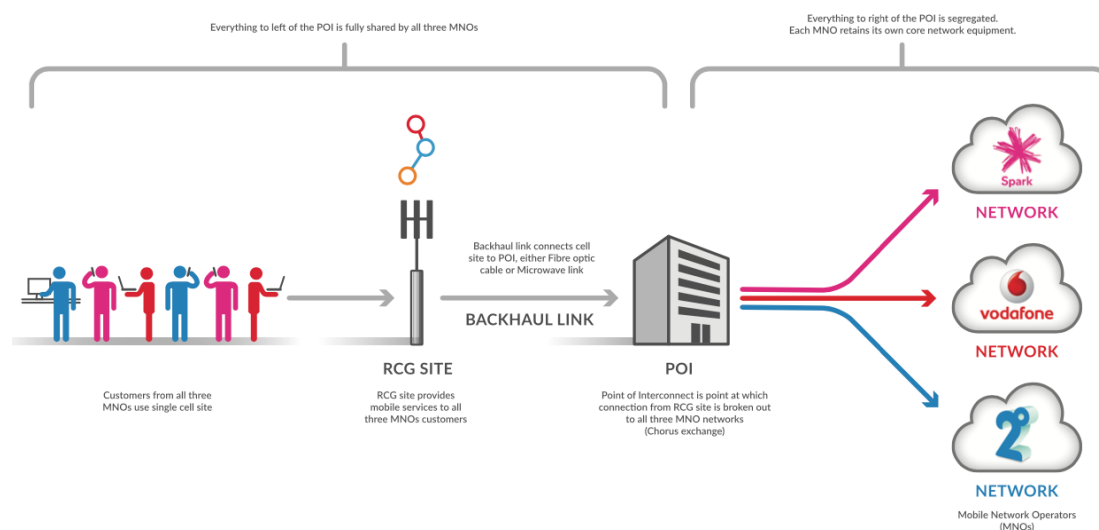 Everything to left of the POI is fully shared by all three MNOs
Everything to right of the POI is segregated.
Each MNO retains its own core network equipment.
Spark
NETWORK
Backhaul link connects cell
site to POI, either Fibre optic
cable or Microwave link
BACKHAUL LINK
vodafone
NETWORK
Customers from all three
MNOs use single cell site
RCG SITE
RCG site provides
mobile services to all
three MNOs customers
POI
Point of Interconnect is point at which
connection from RCG site is broken out
to all three MNO networks
(Chorus exchange)
2°
NETWORK
Mobile Network Operators
(MNOs)